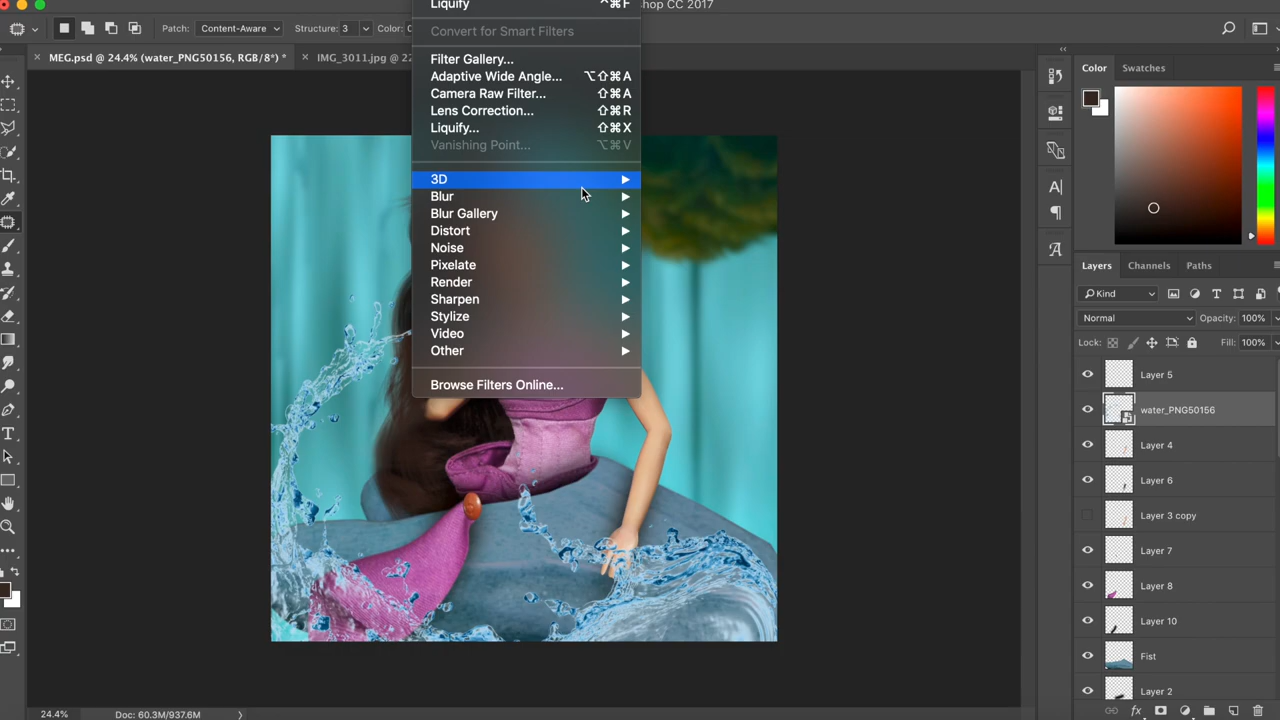 shop CC 2017
Liquify ^⌘F
Patch: Content-Aware Structure: 3 Color: 0
MEG.psd @ 24.4% (water_PNG50156, RGB/8*) *
IMG_3011.jpg @ 22
Convert for Smart Filters
Filter Gallery...
Adaptive Wide Angle... ⌥⇧⌘A
Camera Raw Filter... ⇧⌘A
Lens Correction... ⇧⌘R
Liquify... ⇧⌘X
Vanishing Point... ⌥⌘V
3D
Blur
Blur Gallery
Distort
Noise
Pixelate
Render
Sharpen
Stylize
Video
Other
Browse Filters Online...
Color Swatches
Layers Channels Paths
Kind
Normal Opacity: 100%
Lock: Fill: 100%
Layer 5
water_PNG50156
Layer 4
Layer 6
Layer 3 copy
Layer 7
Layer 8
Layer 10
Fist
Layer 2
24.4% Doc: 60.3M/937.6M